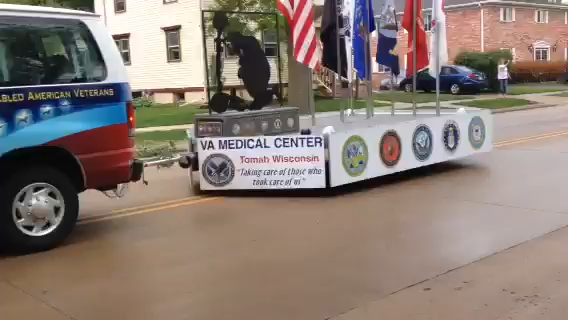 ABLED AMERICAN VETERANS
VA MEDICAL CENTER
Tomah Wisconsin
"Taking care of those who
took care of us"